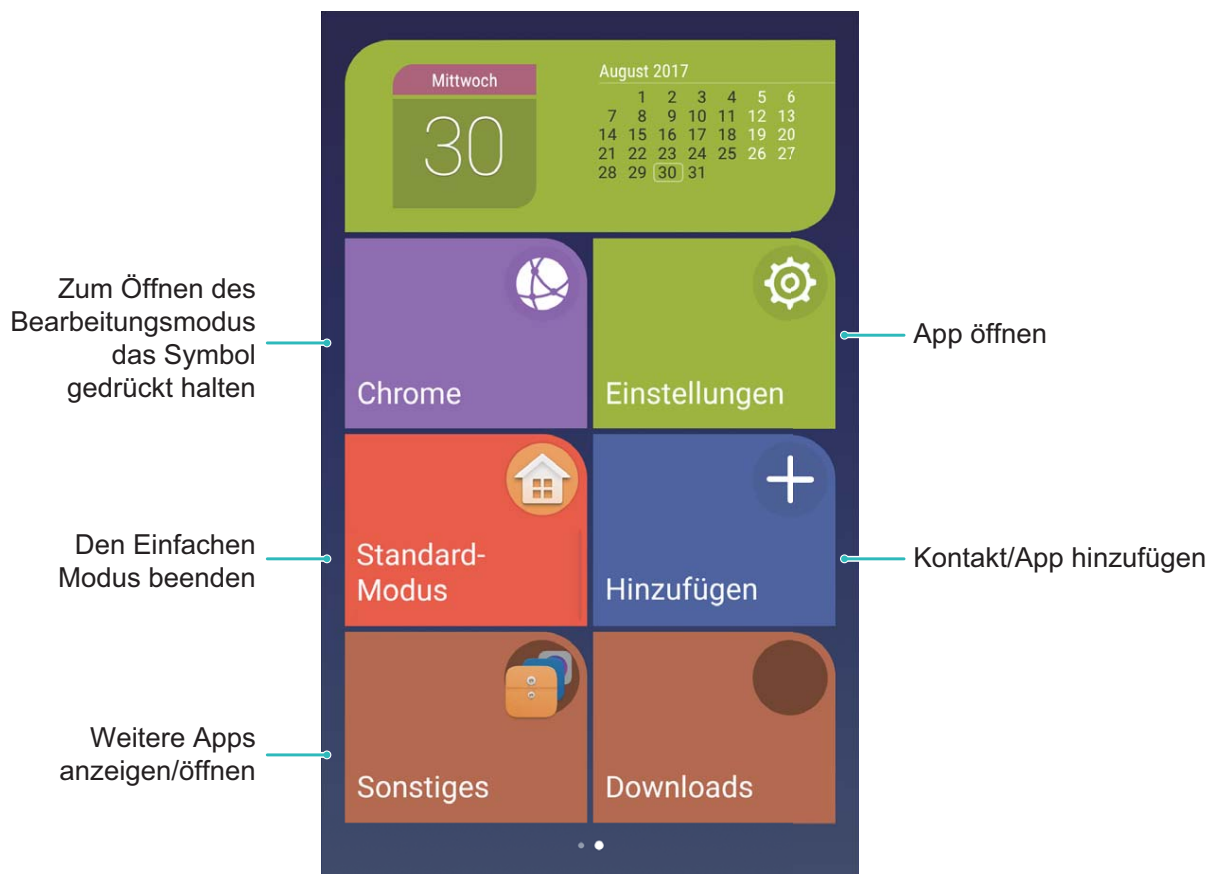 Mittwoch
30
August 2017
1 2 3 4 5 6
7 8 9 10 11 12 13
14 15 16 17 18 19 20
21 22 23 24 25 26 27
28 29 30 31
Zum Öffnen des
Bearbeitungsmodus
das Symbol
gedrückt halten
Chrome
Einstellungen
App öffnen
Den Einfachen
Modus beenden
Standard-
Modus
Hinzufügen
Kontakt/App hinzufügen
Weitere Apps
anzeigen/öffnen
Sonstiges
Downloads